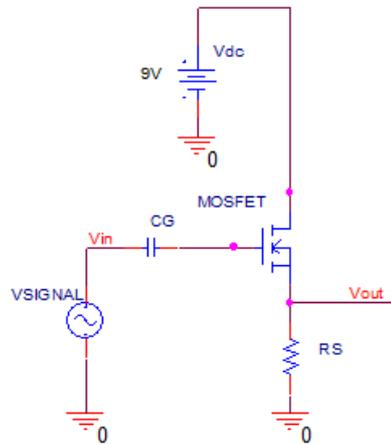 Vdc
9V
0
MOSFET
CG
Vin
VSIGNAL
Vout
RS
0
0